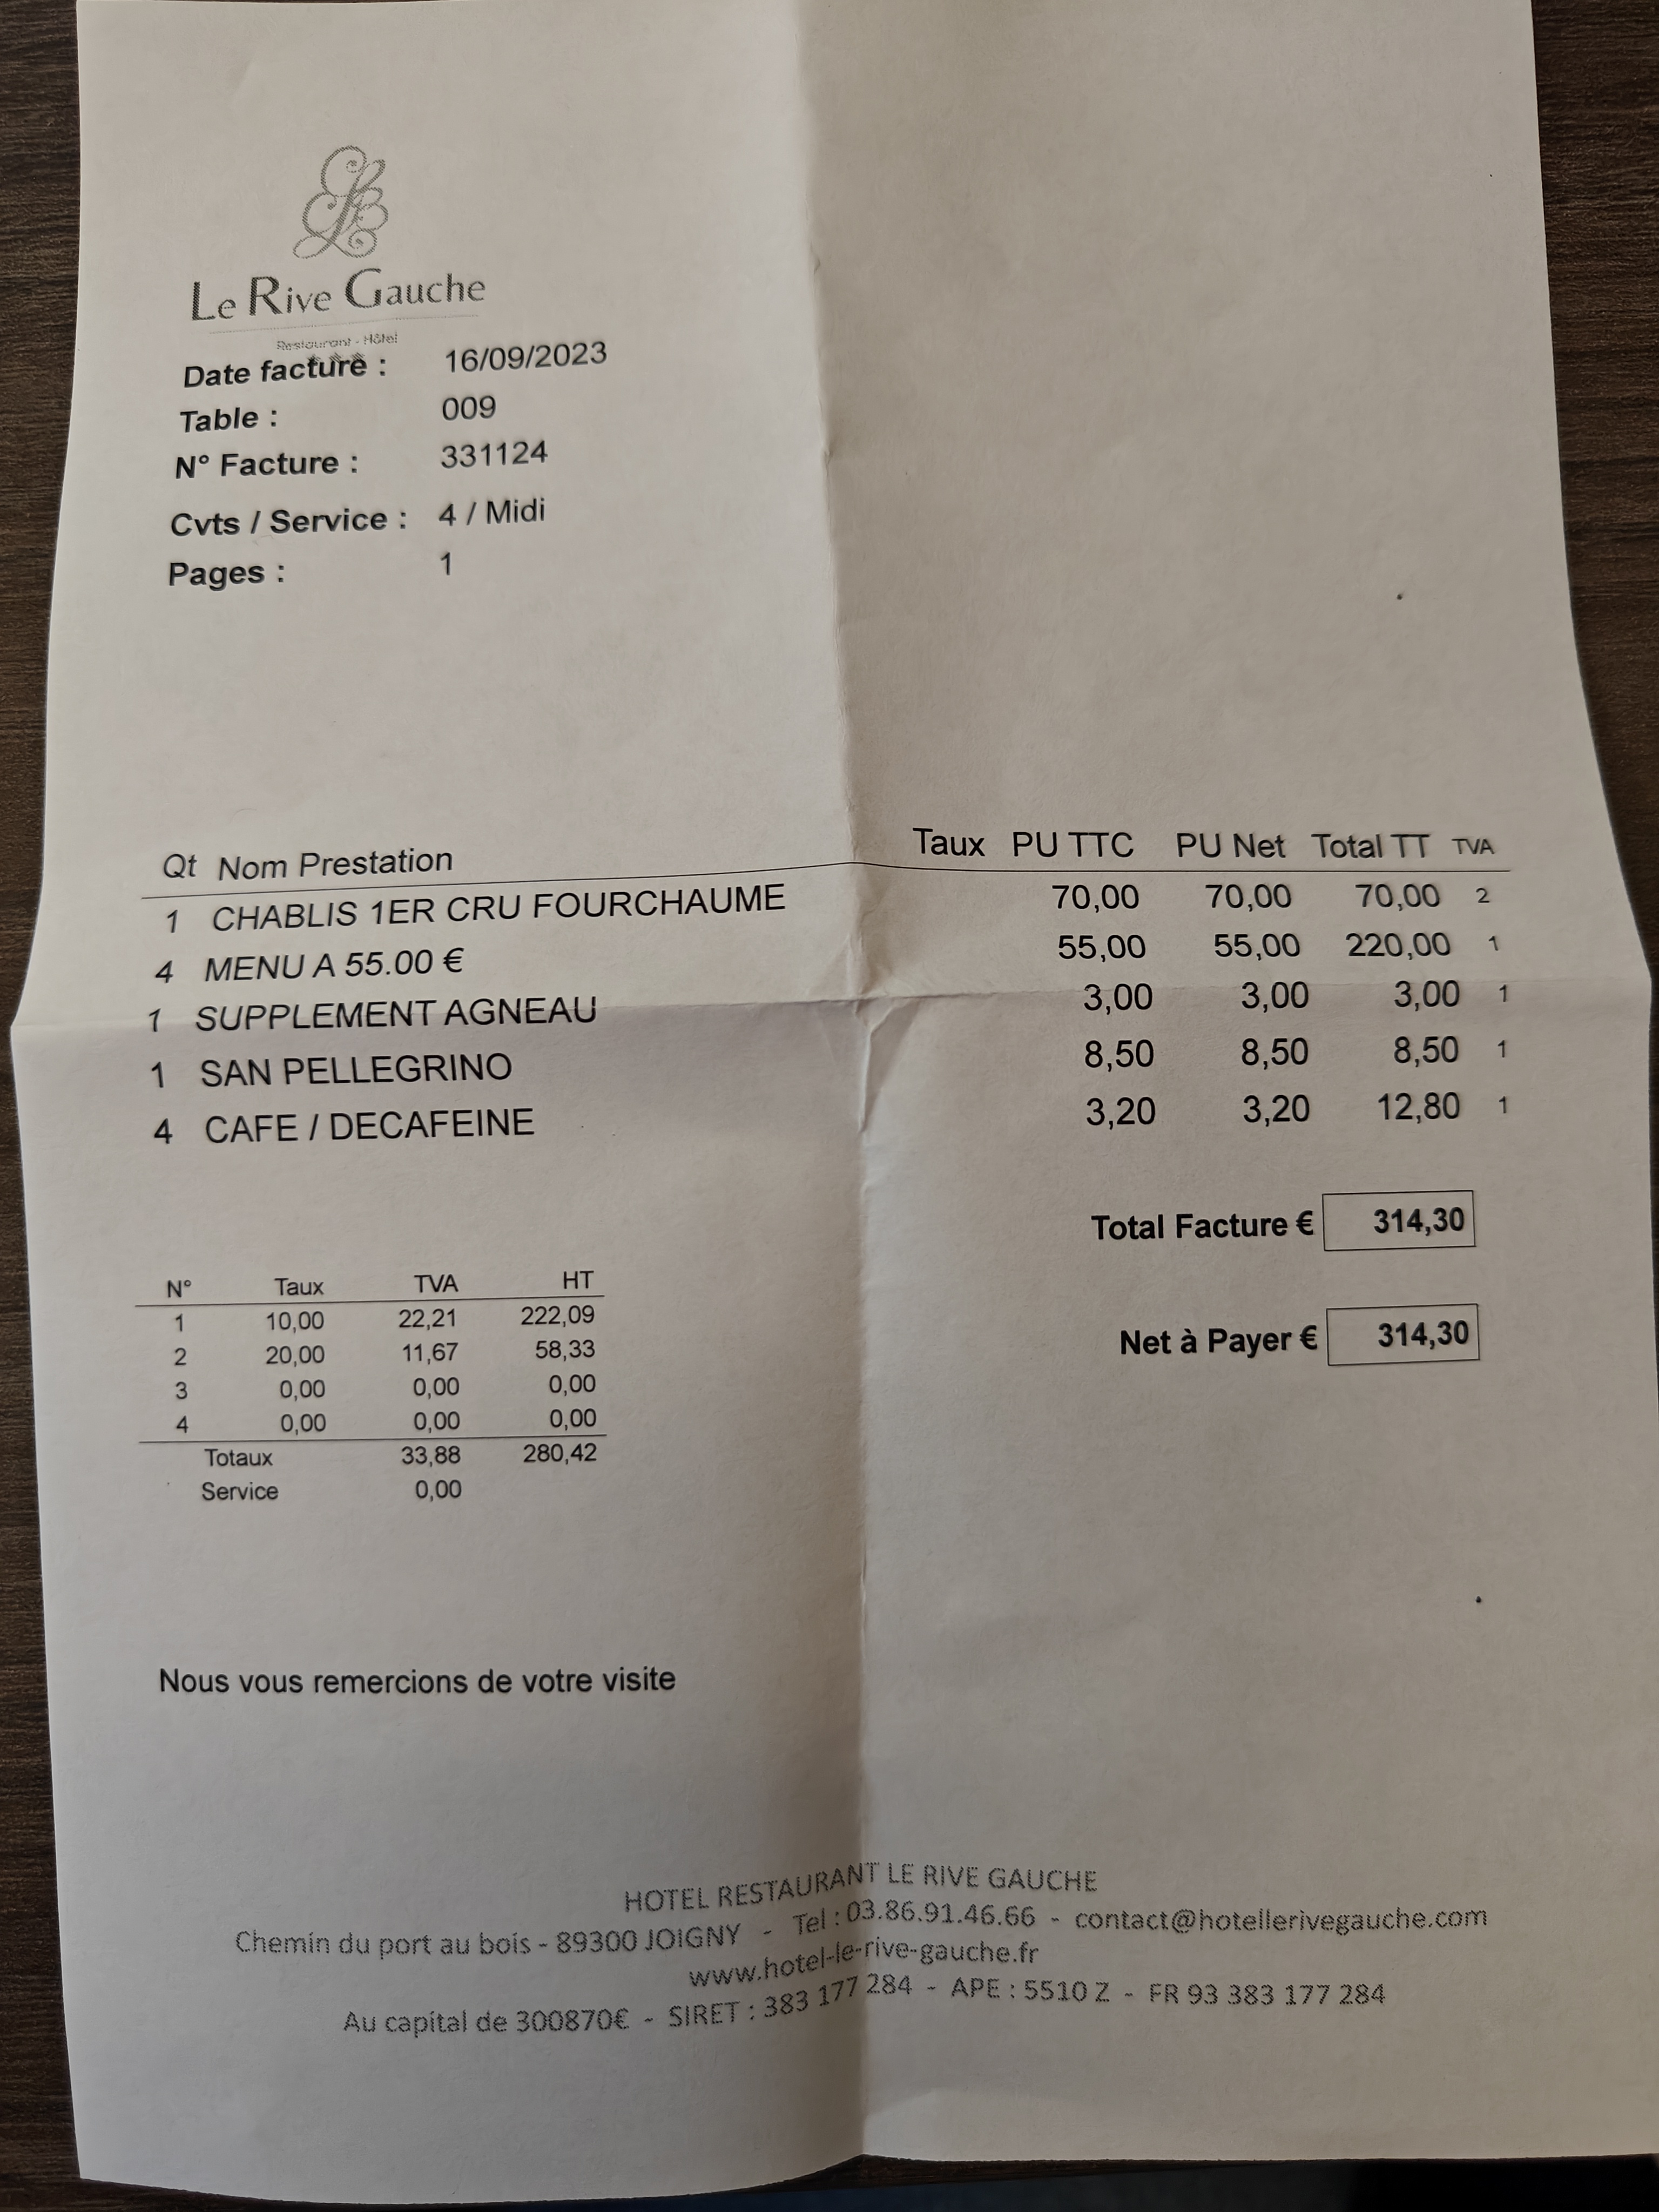 Le Rive Gauche
Restaurant - Hôtel
Date facture : 16/09/2023
Table : 009
N° Facture : 331124
Cvts / Service : 4 / Midi
Pages : 1
Qt Nom Prestation Taux PU TTC PU Net Total TT TVA
1 CHABLIS 1ER CRU FOURCHAUME 70,00 70,00 70,00 2
4 MENU A 55.00 € 55,00 55,00 220,00 1
1 SUPPLEMENT AGNEAU 3,00 3,00 3,00 1
1 SAN PELLEGRINO 8,50 8,50 8,50 1
4 CAFE / DECAFEINE 3,20 3,20 12,80 1
Total Facture € 314,30
Net à Payer € 314,30
N° Taux TVA HT
1 10,00 22,21 222,09
2 20,00 11,67 58,33
3 0,00 0,00 0,00
4 0,00 0,00 0,00
Totaux 33,88 280,42
Service 0,00
Nous vous remercions de votre visite
HOTEL RESTAURANT LE RIVE GAUCHE
Chemin du port au bois - 89300 JOIGNY - Tel : 03.86.91.46.66 - contact@hotellerivegauche.com
www.hotel-le-rive-gauche.fr
Au capital de 300870€ - SIRET : 383 177 284 - APE : 5510 Z - FR 93 383 177 284